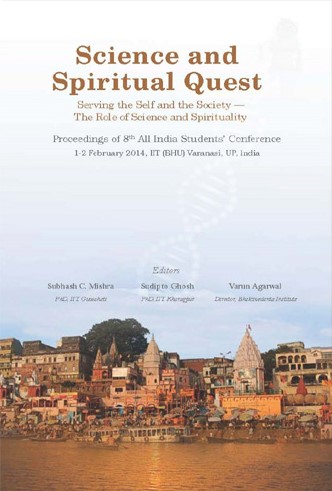 Science and
Spiritual Quest
Serving the Self and the Society —
The Role of Science and Spirituality
Proceedings of 8th All India Students' Conference
1-2 February 2014, IIT (BHU) Varanasi, UP, India
Editors
Subhash C. Mishra Sudipto Ghosh Varun Agarwal
PhD, IIT Guwahati PhD, IIT Kharagpur Director, Bhaktivedanta Institute